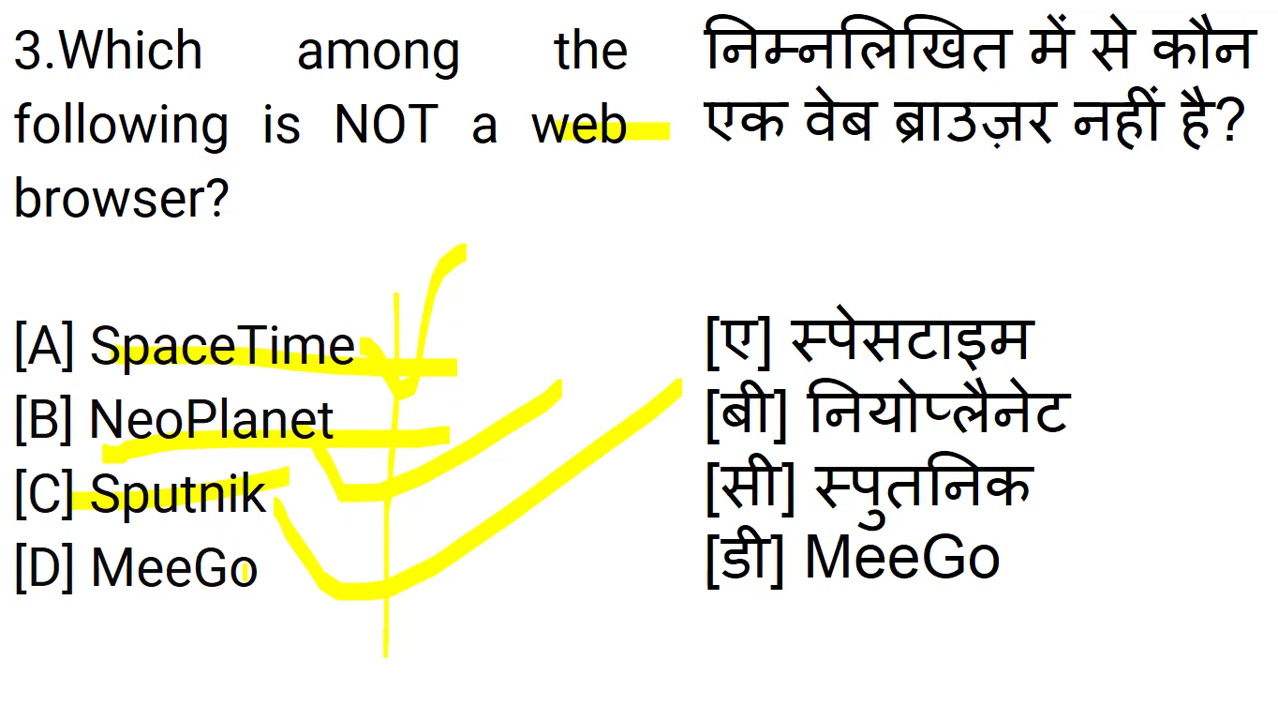 3.Which among the
following is NOT a web
browser?
[A] SpaceTime
[B] NeoPlanet
[C] Sputnik
[D] MeeGo
निम्नलिखित में से कौन
एक वेब ब्राउज़र नहीं है?
[ए] स्पेसटाइम
[बी] नियोप्लैनेट
[सी] स्पुतनिक
[डी] MeeGo